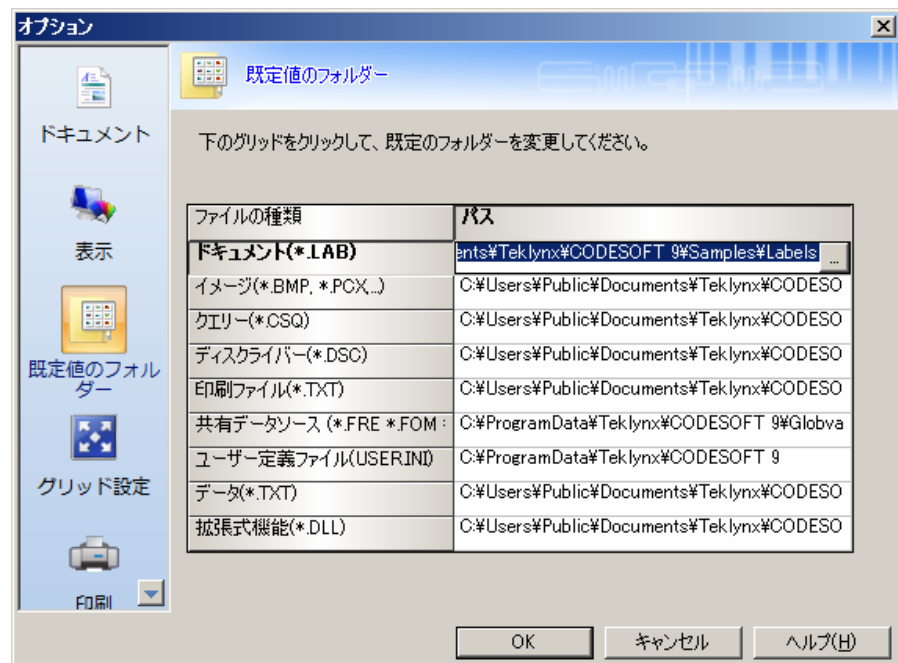 オプション
既定値のフォルダー
ドキュメント
表示
既定値のフォル
ダー
グリッド設定
印刷
下のグリッドをクリックして、既定のフォルダーを変更してください。
ファイルの種類 パス
ドキュメント(*.LAB) ents¥Teklynx¥CODESOFT 9¥Samples¥Labels ...
イメージ(*.BMP, *.PCX,...) C:¥Users¥Public¥Documents¥Teklynx¥CODESO
クエリー(*.CSQ) C:¥Users¥Public¥Documents¥Teklynx¥CODESO
ディスクライバー(*.DSC) C:¥Users¥Public¥Documents¥Teklynx¥CODESO
印刷ファイル(*.TXT) C:¥Users¥Public¥Documents¥Teklynx¥CODESO
共有データソース (*.FRE *.FOM : C:¥ProgramData¥Teklynx¥CODESOFT 9¥Globva
ユーザー定義ファイル(USER.INI) C:¥ProgramData¥Teklynx¥CODESOFT 9
データ(*.TXT) C:¥Users¥Public¥Documents¥Teklynx¥CODESO
拡張式機能(*.DLL) C:¥Users¥Public¥Documents¥Teklynx¥CODESO
OK キャンセル ヘルプ(H)